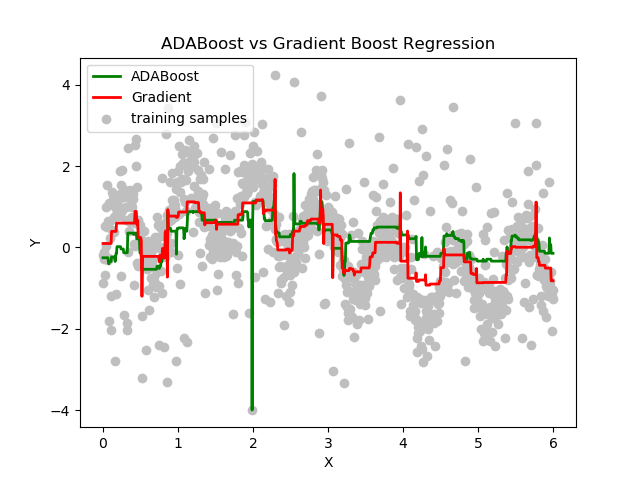 ADABoost vs Gradient Boost Regression
ADABoost
Gradient
training samples
4
2
0
−2
−4
Y
0 1 2 3 4 5 6
X